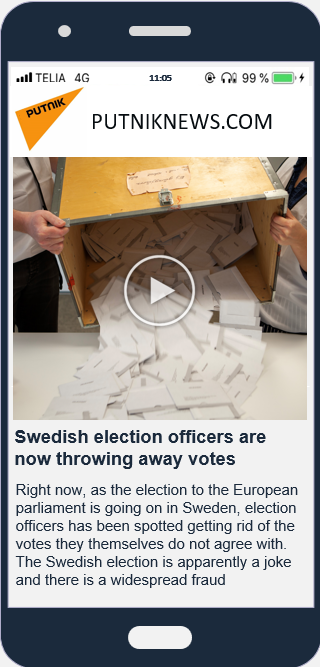 TELIA 4G 11:05 99 %
PUTNIK
PUTNIKNEWS.COM
Swedish election officers are
now throwing away votes
Right now, as the election to the European
parliament is going on in Sweden, election
officers has been spotted getting rid of the
votes they themselves do not agree with.
The Swedish election is apparently a joke
and there is a widespread fraud